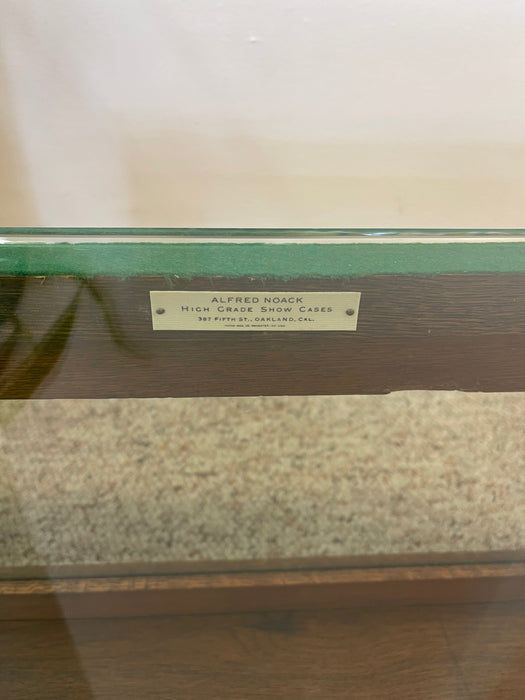 ALFRED NOACK
HIGH GRADE SHOW CASES
387 FIFTH ST., OAKLAND, CAL.